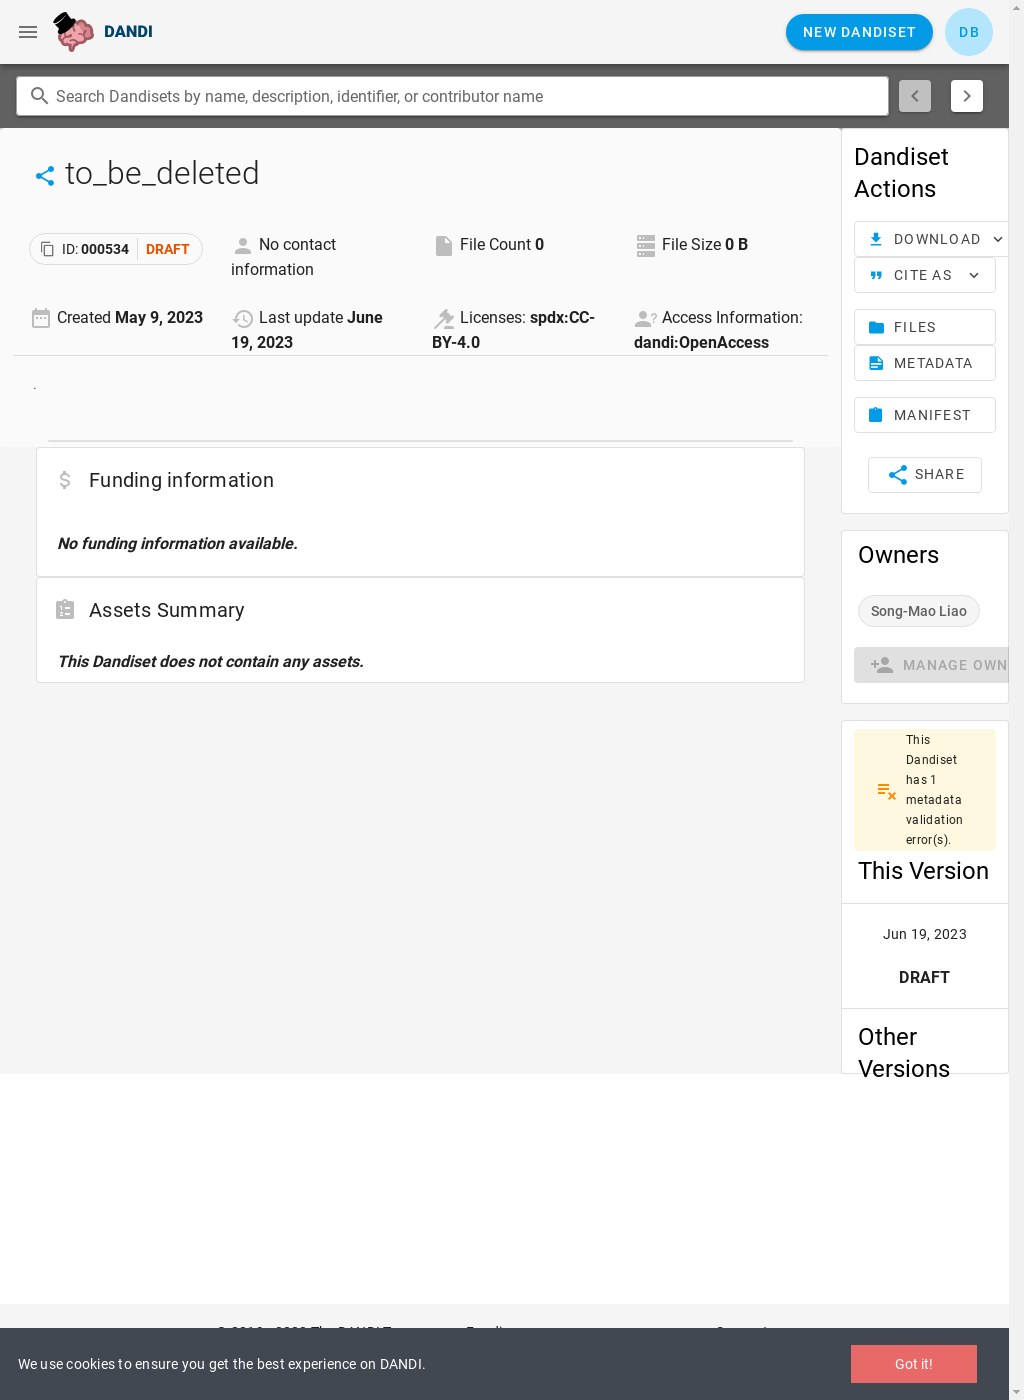 DANDI
NEW DANDISET
DB
Search Dandisets by name, description, identifier, or contributor name
to_be_deleted
ID: 000534 DRAFT
No contact
information
File Count 0
File Size 0 B
Created May 9, 2023
Last update June
19, 2023
Licenses: spdx:CC-
BY-4.0
Access Information:
dandi:OpenAccess
.
Funding information
No funding information available.
Assets Summary
This Dandiset does not contain any assets.
Dandiset
Actions
DOWNLOAD
CITE AS
FILES
METADATA
MANIFEST
SHARE
Owners
Song-Mao Liao
MANAGE OWN
This
Dandiset
has 1
metadata
validation
error(s).
This Version
Jun 19, 2023
DRAFT
Other
Versions
We use cookies to ensure you get the best experience on DANDI.
Got it!